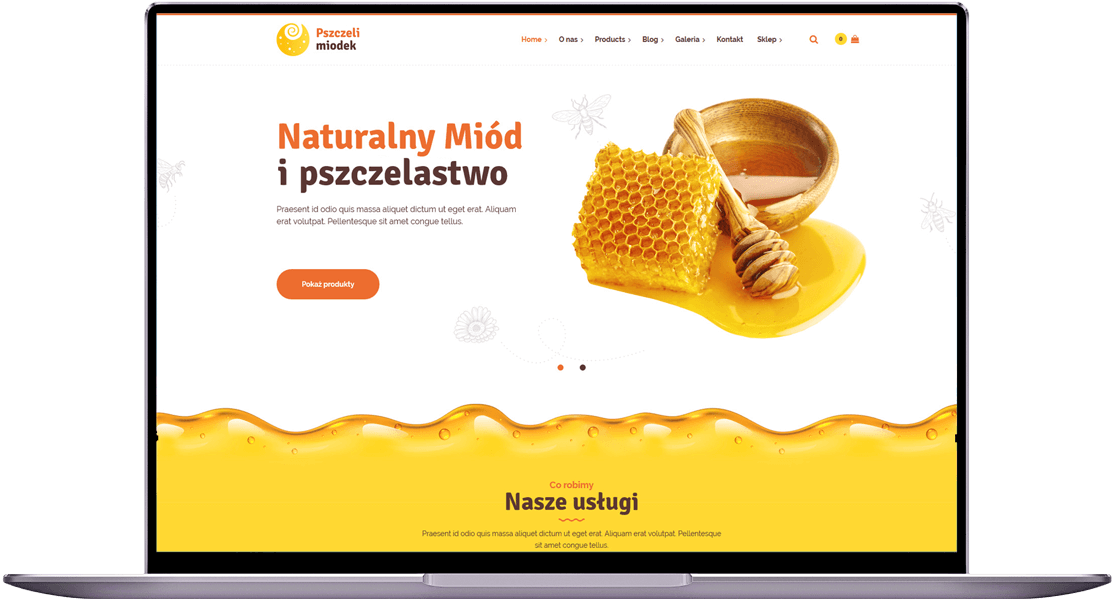 Pszczeli
miodek
Home O nas Products Blog Galeria Kontakt Sklep 0
Naturalny Miód
i pszczelastwo
Praesent id odio quis massa aliquet dictum ut eget erat. Aliquam
erat volutpat. Pellentesque sit amet congue tellus.
Pokaż produkty
Co robimy
Nasze usługi
Praesent id odio quis massa aliquet dictum ut eget erat. Aliquam erat volutpat. Pellentesque
sit amet congue tellus.